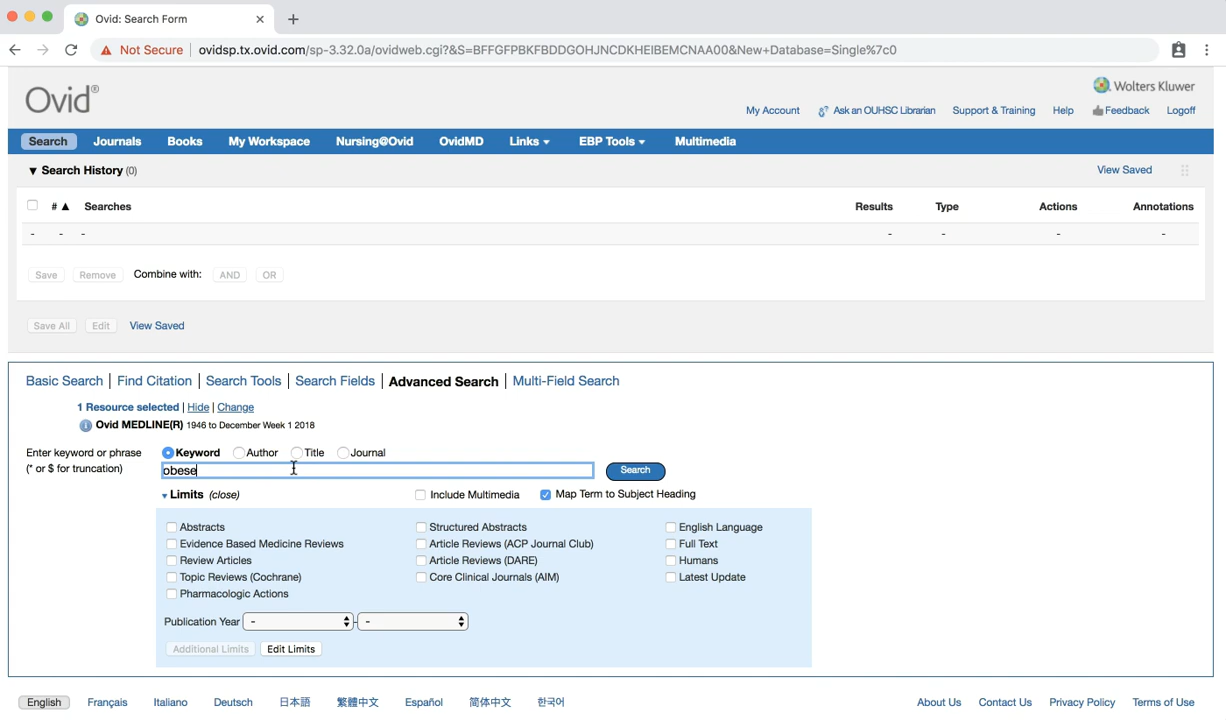 Ovid: Search Form
Not Secure ovidsp.tx.ovid.com/sp-3.32.0a/ovidweb.cgi?&S=BFFGFPBKFBDDGOHJNCDKHEIBEMCNAA00&New+Database=Single%7c0
Ovid® Wolters Kluwer
My Account Ask an OUHSC Librarian Support & Training Help Feedback Logoff
Search Journals Books My Workspace Nursing@Ovid OvidMD Links EBP Tools Multimedia
Search History (0) View Saved
# Searches Results Type Actions Annotations
- - - - - - -
Save Remove Combine with: AND OR
Save All Edit View Saved
Basic Search | Find Citation | Search Tools | Search Fields | Advanced Search | Multi-Field Search
1 Resource selected | Hide | Change
Ovid MEDLINE(R) 1946 to December Week 1 2018
Enter keyword or phrase Keyword Author Title Journal
(* or $ for truncation) obese Search
Limits (close) Include Multimedia Map Term to Subject Heading
Abstracts Structured Abstracts English Language
Evidence Based Medicine Reviews Article Reviews (ACP Journal Club) Full Text
Review Articles Article Reviews (DARE) Humans
Topic Reviews (Cochrane) Core Clinical Journals (AIM) Latest Update
Pharmacologic Actions
Publication Year - - -
Additional Limits Edit Limits
English Français Italiano Deutsch 日本語 繁體中文 Español 简体中文 한국어 About Us Contact Us Privacy Policy Terms of Use